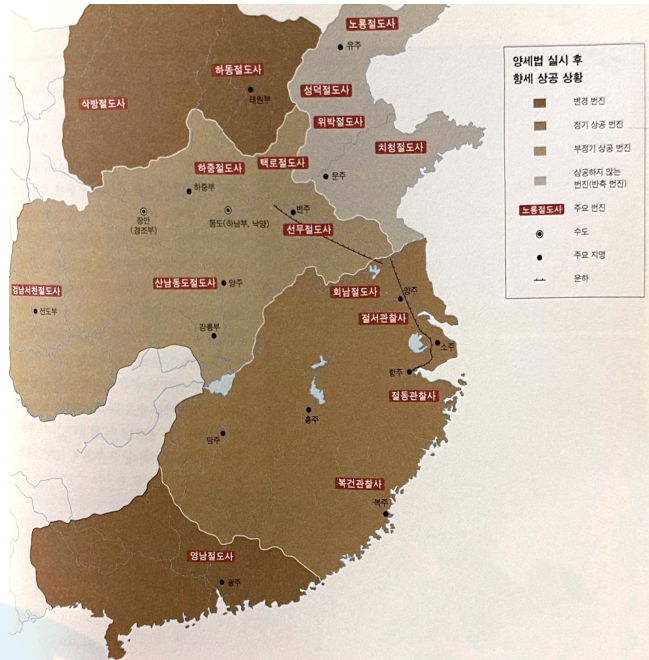 노룡절도사
유주
하동절도사
태원부
성덕절도사
삭방절도사
위박절도사
치청절도사
하중절도사
택로절도사
하중부
운주
장안
(경조부)
동도(하남부, 낙양)
변주
선무절도사
검남서천절도사
선도부
산남동도절도사
양주
회남절도사
양주
절서관찰사
강릉부
소주
항주
절동관찰사
홍주
담주
복건관찰사
복주
영남절도사
광주
양세법 실시 후
향세 상공 상황
변경 번진
정기 상공 번진
부정기 상공 번진
상공하지 않는
번진(반측 번진)
노룡절도사 주요 번진
수도
주요 지명
운하